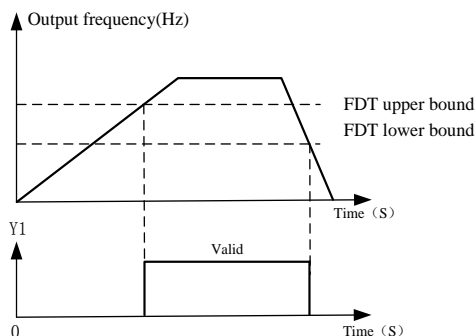 Output frequency(Hz)
FDT upper bound
FDT lower bound
Time（S）
Y1
Valid
0
Time（S）